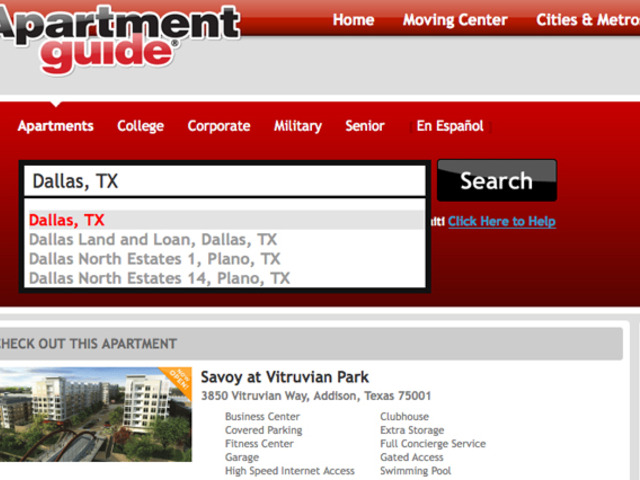 Apartment
guide®
Home Moving Center Cities & Metro
Apartments College Corporate Military Senior En Español
Dallas, TX
Search
Dallas, TX
Dallas Land and Loan, Dallas, TX
Dallas North Estates 1, Plano, TX
Dallas North Estates 14, Plano, TX
aiti Click Here to Help
CHECK OUT THIS APARTMENT
NOW OPEN!
Savoy at Vitruvian Park
3850 Vitruvian Way, Addison, Texas 75001
Business Center Clubhouse
Covered Parking Extra Storage
Fitness Center Full Concierge Service
Garage Gated Access
High Speed Internet Access Swimming Pool